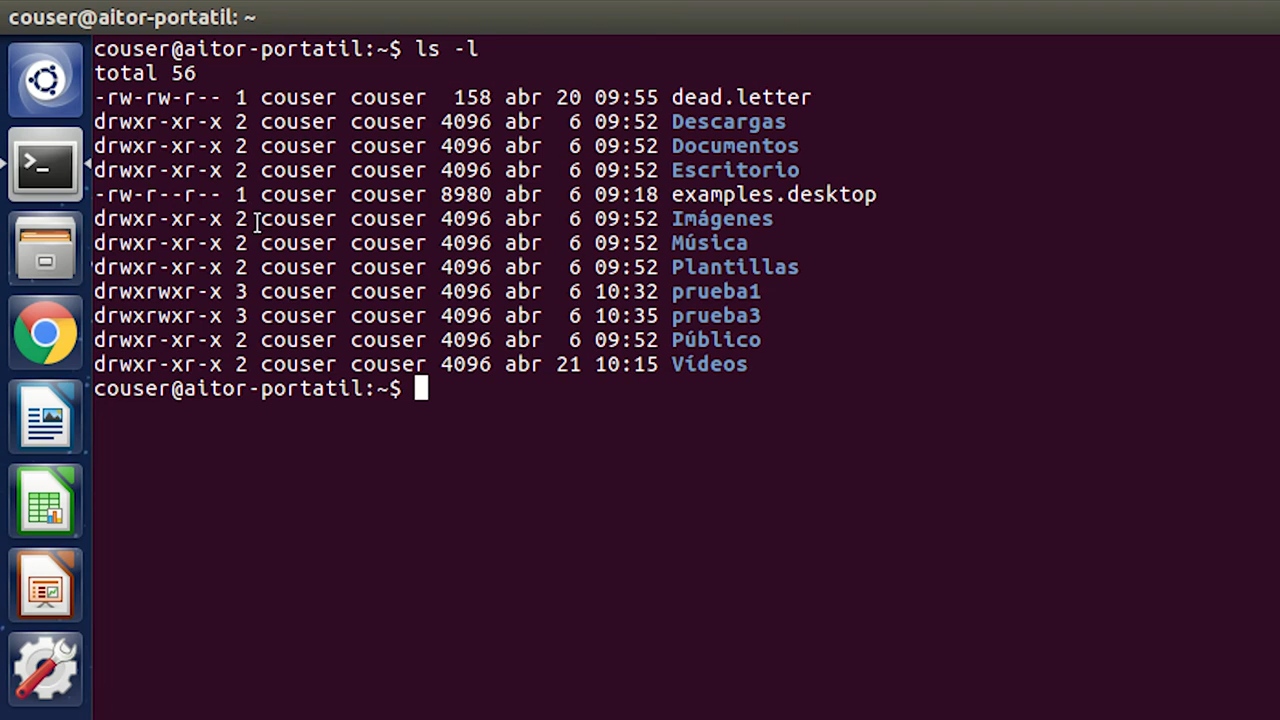 couser@aitor-portatil: ~
couser@aitor-portatil:~$ ls -l
total 56
-rw-rw-r-- 1 couser couser  158 abr 20 09:55 dead.letter
drwxr-xr-x 2 couser couser 4096 abr  6 09:52 Descargas
drwxr-xr-x 2 couser couser 4096 abr  6 09:52 Documentos
drwxr-xr-x 2 couser couser 4096 abr  6 09:52 Escritorio
-rw-r--r-- 1 couser couser 8980 abr  6 09:18 examples.desktop
drwxr-xr-x 2 couser couser 4096 abr  6 09:52 Imágenes
drwxr-xr-x 2 couser couser 4096 abr  6 09:52 Música
drwxr-xr-x 2 couser couser 4096 abr  6 09:52 Plantillas
drwxrwxr-x 3 couser couser 4096 abr  6 10:32 prueba1
drwxrwxr-x 3 couser couser 4096 abr  6 10:35 prueba3
drwxr-xr-x 2 couser couser 4096 abr  6 09:52 Público
drwxr-xr-x 2 couser couser 4096 abr 21 10:15 Vídeos
couser@aitor-portatil:~$